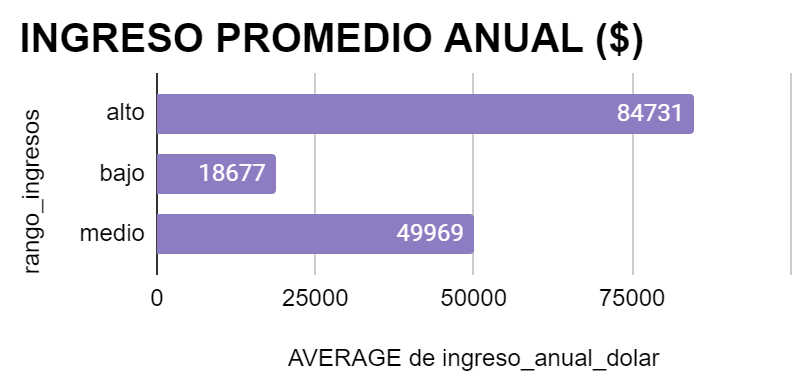 INGRESO PROMEDIO ANUAL ($)
rango_ingresos
alto
84731
bajo
18677
medio
49969
0 25000 50000 75000
AVERAGE de ingreso_anual_dolar